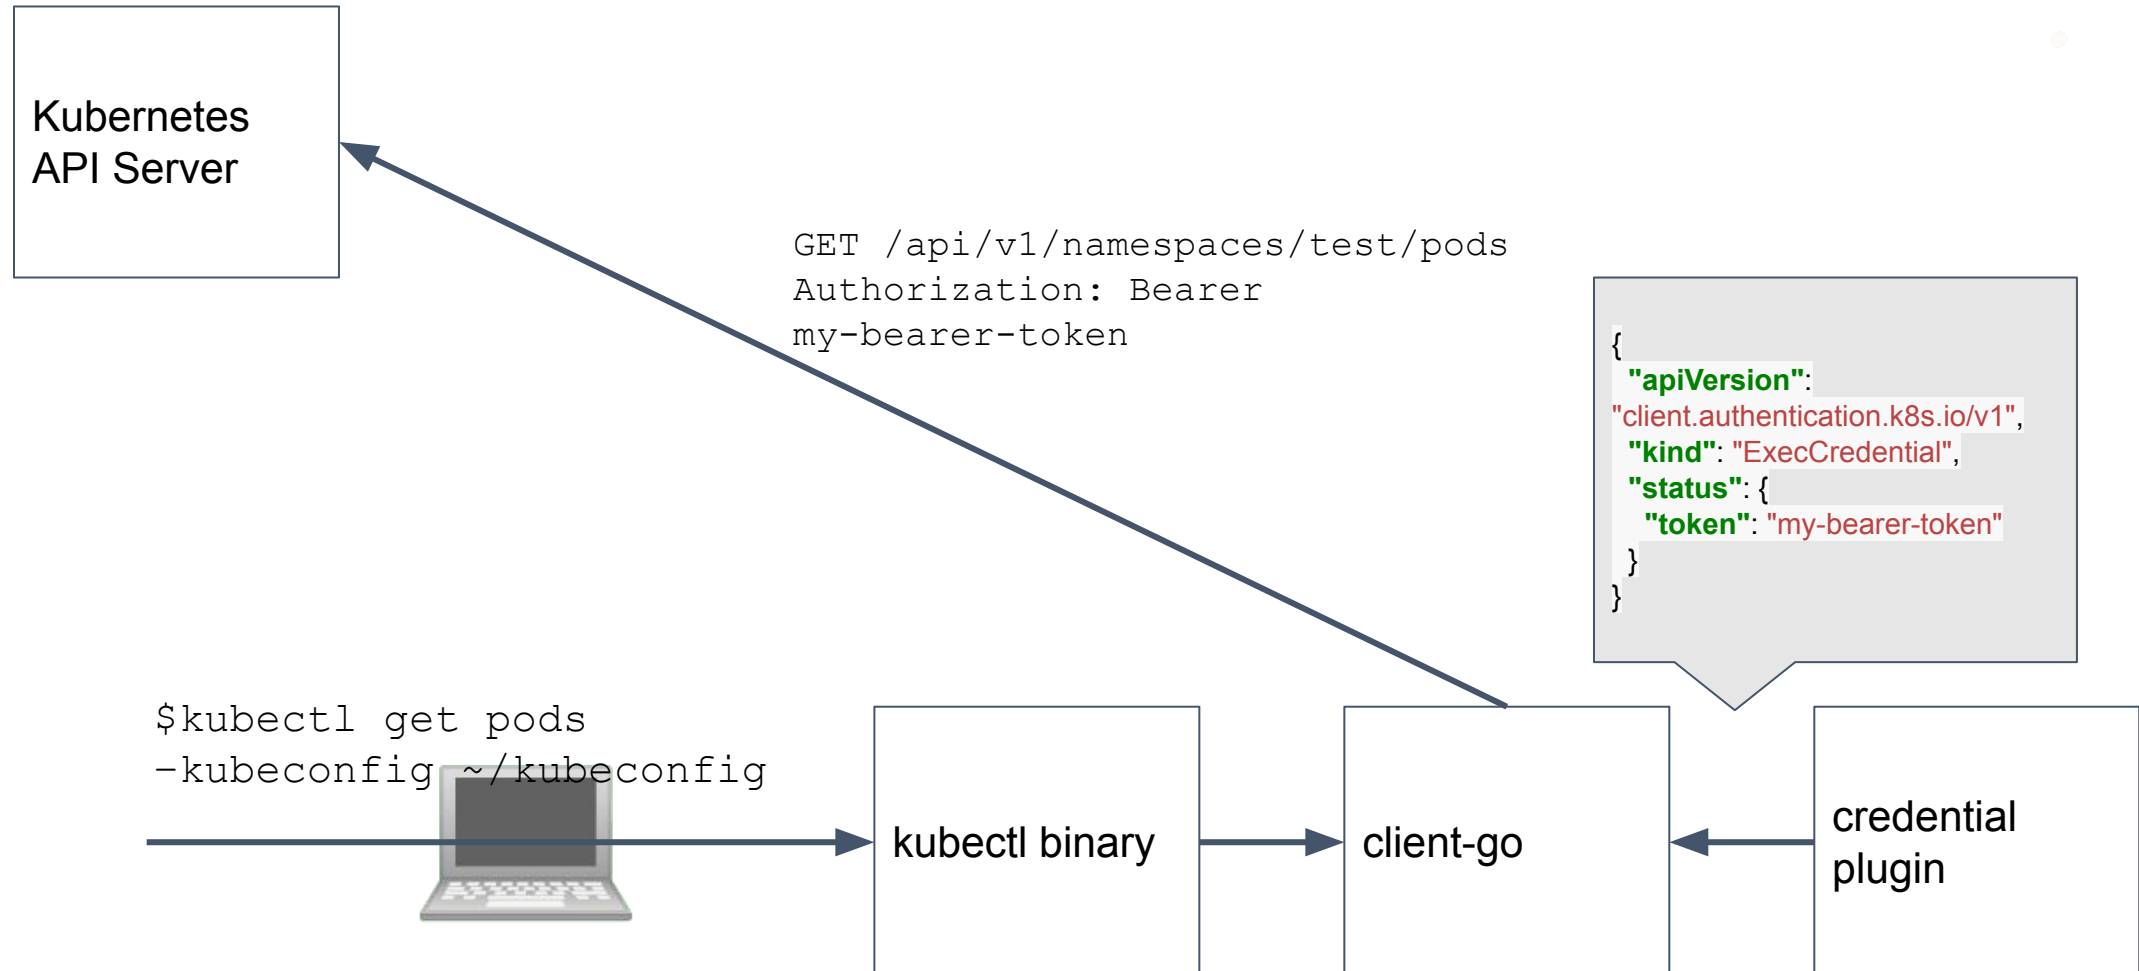 Kubernetes
API Server
GET /api/v1/namespaces/test/pods
Authorization: Bearer
my-bearer-token
{
"apiVersion":
"client.authentication.k8s.io/v1",
"kind": "ExecCredential",
"status": {
"token": "my-bearer-token"
}
}
$kubectl get pods
–kubeconfig ~/kubeconfig
kubectl binary
client-go
credential
plugin